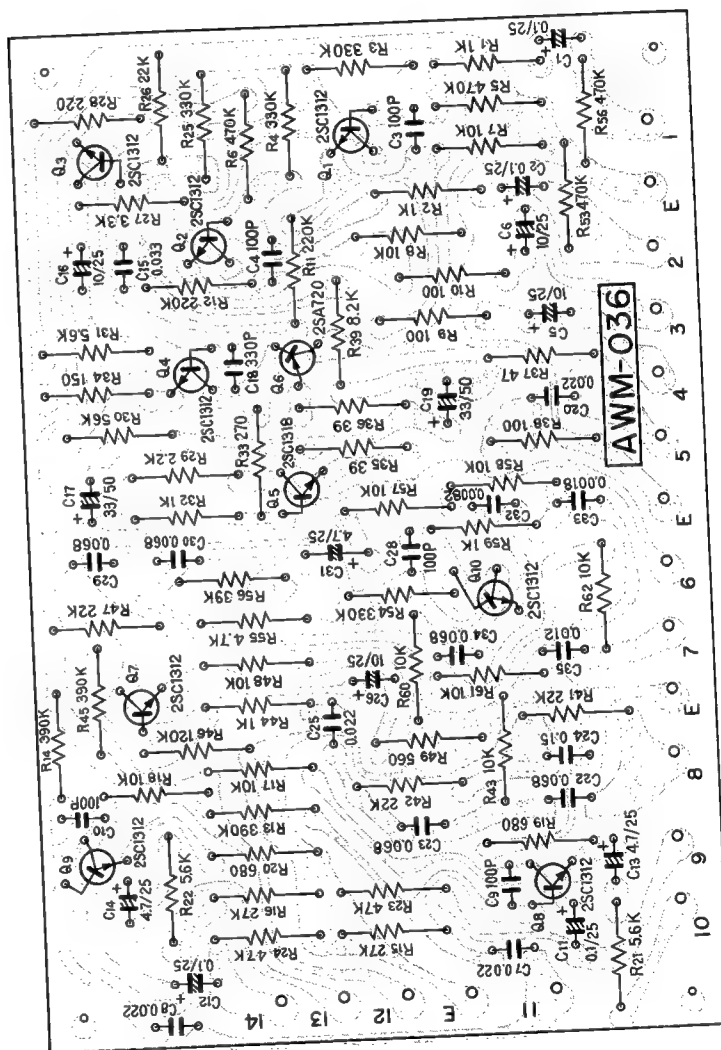 0.1/25
C1
R3 330K
R1 1K
R5 470K
R7 10K
R56 470K
R26 22K
R28 220
R25 330K
R6 470K
R4 330K
2SC1312
Q1
C3 100P
Q3
2SC1312
R27 3.3K
2SC1312
Q2
C4 100P
R11 220K
R2 1K
C2 0.1/25
R53 470K
C6
10/25
R8 10K
R10 100
R9 100
C16
10/25
C15
0.033
R12 220K
2SA720
R39 8.2K
10/25
C5
R31 5.6K
R34 150
R30 56K
Q4
2SC1312
C18 330P
Q6
R37 47
0.022
C20
C19
33/50
R36 39
R38 100
AWM-036
R33 270
2SC1318
Q5
R35 39
R29 2.2K
R32 1K
C17
33/50
R57 10K
R58 10K
C32
0.0018
C33
R59 1K
0.068
C29
C30 0.068
4.7/25
C31
C28
100P
Q10
2SC1312
R62 10K
R56 39K
R54 330K
R47 22K
R55 4.7K
R48 10K
R44 1K
R45 390K
Q7
2SC1312
10/25
C26
R60 10K
C34 0.068
R61 10K
0.012
C35
R41 22K
R14 390K
R46 120K
C25
0.022
R49 560
R43 10K
C24 0.15
C22 0.068
R18 10K
R17 10K
R42 22K
100P
C10
R13 390K
C23 0.068
R19 680
Q9
2SC1312
R20 680
C9 100P
C13 4.7/25
C14
4.7/25
R22 5.6K
R16 27K
R23 47K
Q8
2SC1312
R24 47K
R15 27K
C7 0.022
C11
0.1/25
R21 5.6K
0.1/25
C12
C8 0.022
1
E
2
3
4
5
E
6
7
E
8
9
10
11
E
12
13
14